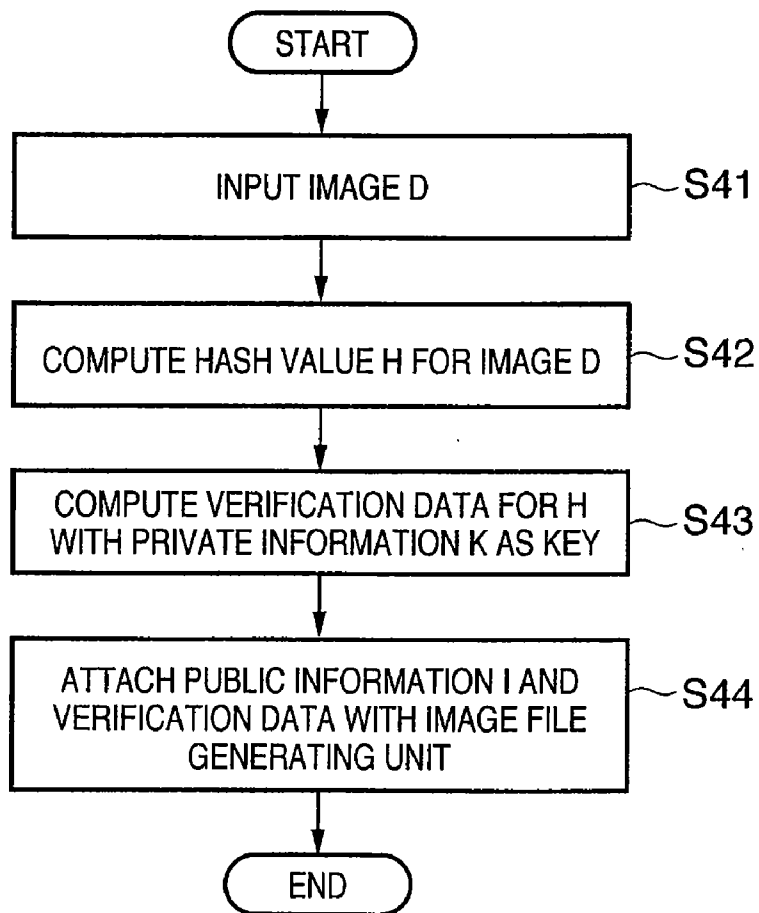 START
INPUT IMAGE D
S41
COMPUTE HASH VALUE H FOR IMAGE D
S42
COMPUTE VERIFICATION DATA FOR H
WITH PRIVATE INFORMATION K AS KEY
S43
ATTACH PUBLIC INFORMATION I AND
VERIFICATION DATA WITH IMAGE FILE
GENERATING UNIT
S44
END